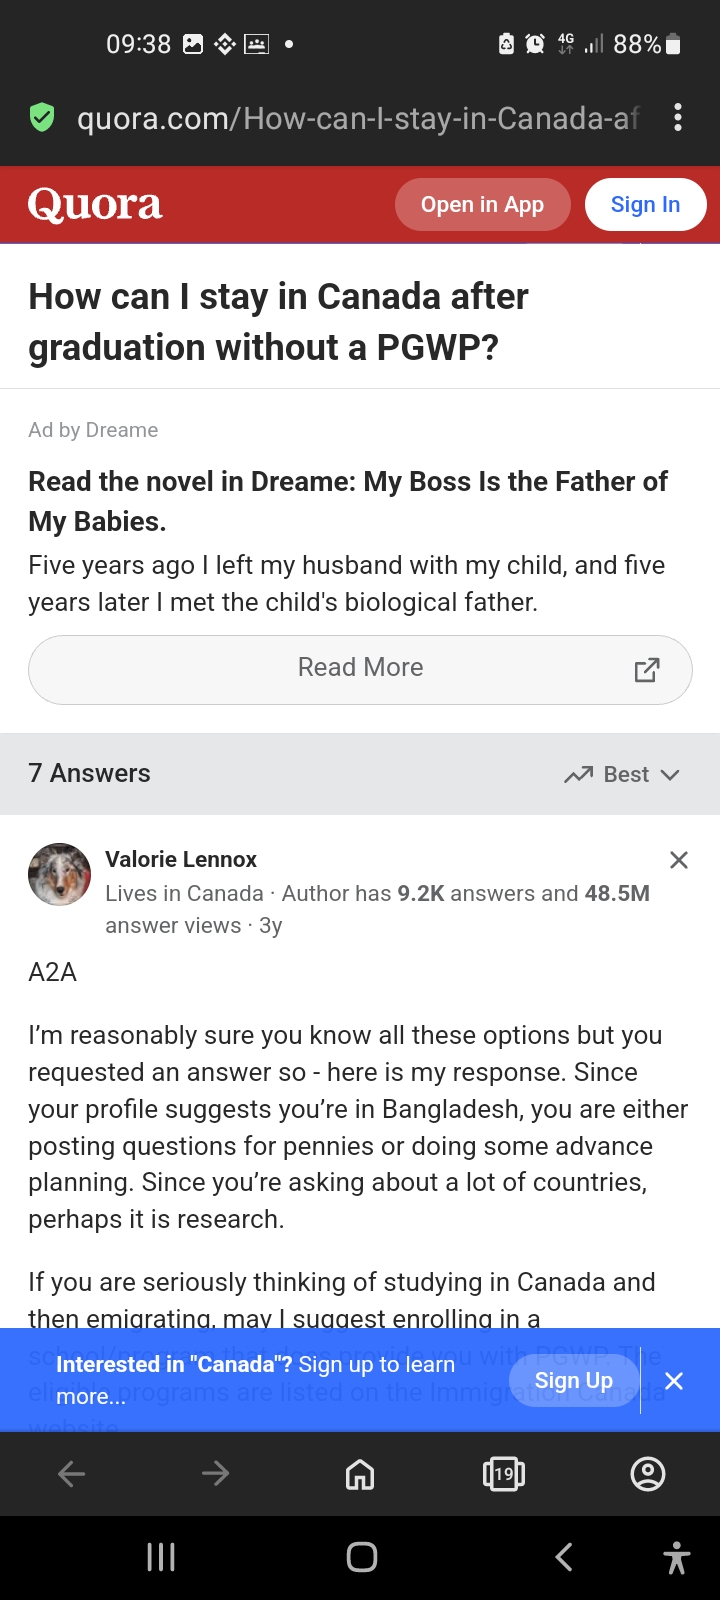 09:38
4G
88%
quora.com/How-can-I-stay-in-Canada-af
Quora
Open in App
Sign In
How can I stay in Canada after
graduation without a PGWP?
Ad by Dreame
Read the novel in Dreame: My Boss Is the Father of
My Babies.
Five years ago I left my husband with my child, and five
years later I met the child's biological father.
Read More
7 Answers
Best
Valorie Lennox
Lives in Canada · Author has 9.2K answers and 48.5M
answer views · 3y
A2A
I’m reasonably sure you know all these options but you
requested an answer so - here is my response. Since
your profile suggests you’re in Bangladesh, you are either
posting questions for pennies or doing some advance
planning. Since you’re asking about a lot of countries,
perhaps it is research.
If you are seriously thinking of studying in Canada and
then emigrating, may I suggest enrolling in a
school/program that does provide you with PGWP. The
eligible programs are listed on the Immigration Canada
website
Interested in "Canada"? Sign up to learn
more...
Sign Up
19